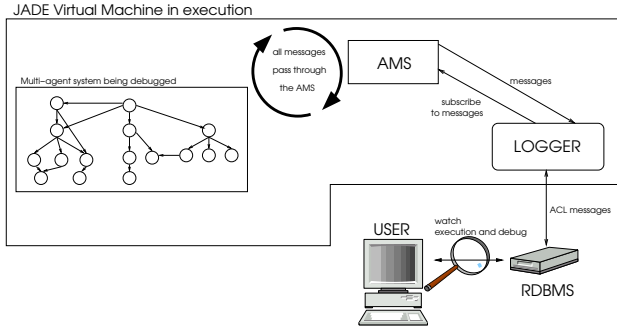 JADE Virtual Machine in execution
Multi-agent system being debugged
all messages
pass through
the AMS
AMS
messages
subscribe
to messages
LOGGER
ACL messages
USER
watch
execution and debug
RDBMS